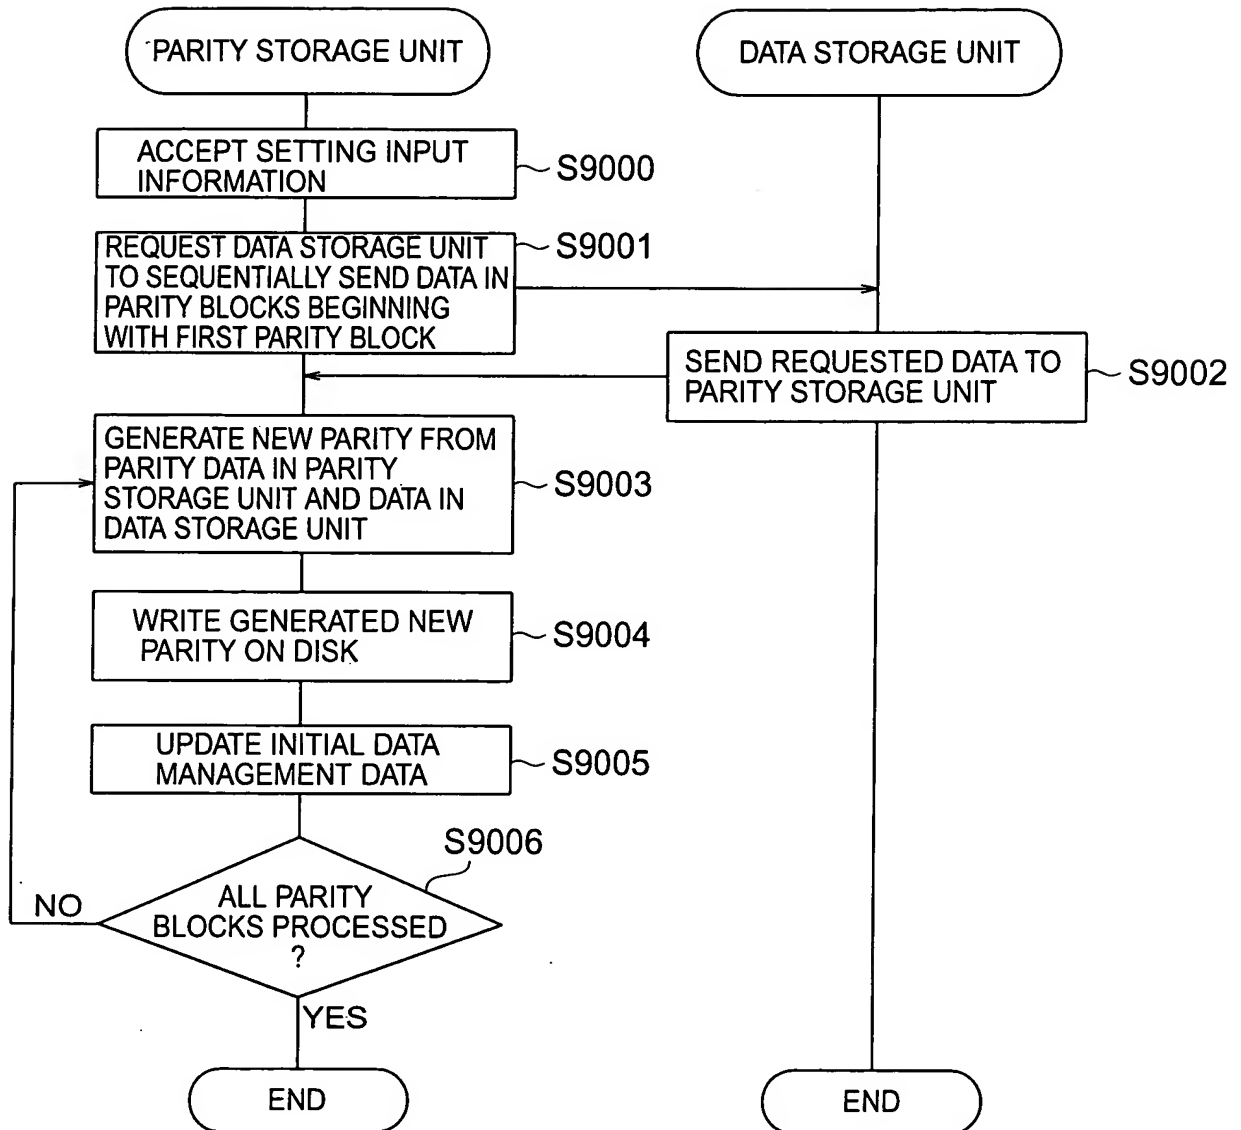 PARITY STORAGE UNIT
DATA STORAGE UNIT
ACCEPT SETTING INPUT
INFORMATION
S9000
REQUEST DATA STORAGE UNIT
TO SEQUENTIALLY SEND DATA IN
PARITY BLOCKS BEGINNING
WITH FIRST PARITY BLOCK
S9001
SEND REQUESTED DATA TO
PARITY STORAGE UNIT
S9002
GENERATE NEW PARITY FROM
PARITY DATA IN PARITY
STORAGE UNIT AND DATA IN
DATA STORAGE UNIT
S9003
WRITE GENERATED NEW
PARITY ON DISK
S9004
UPDATE INITIAL DATA
MANAGEMENT DATA
S9005
S9006
ALL PARITY
BLOCKS PROCESSED
?
NO
YES
END
END